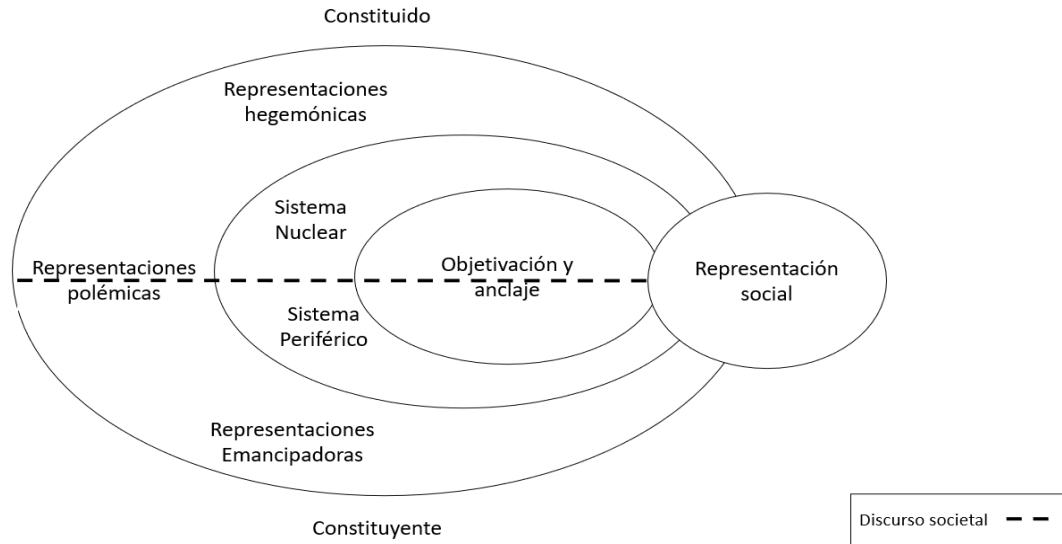 Constituido
Representaciones
hegemónicas
Sistema
Nuclear
Representaciones
polémicas
Objetivación y
anclaje
Representación
social
Sistema
Periférico
Representaciones
Emancipadoras
Constituyente
Discurso societal